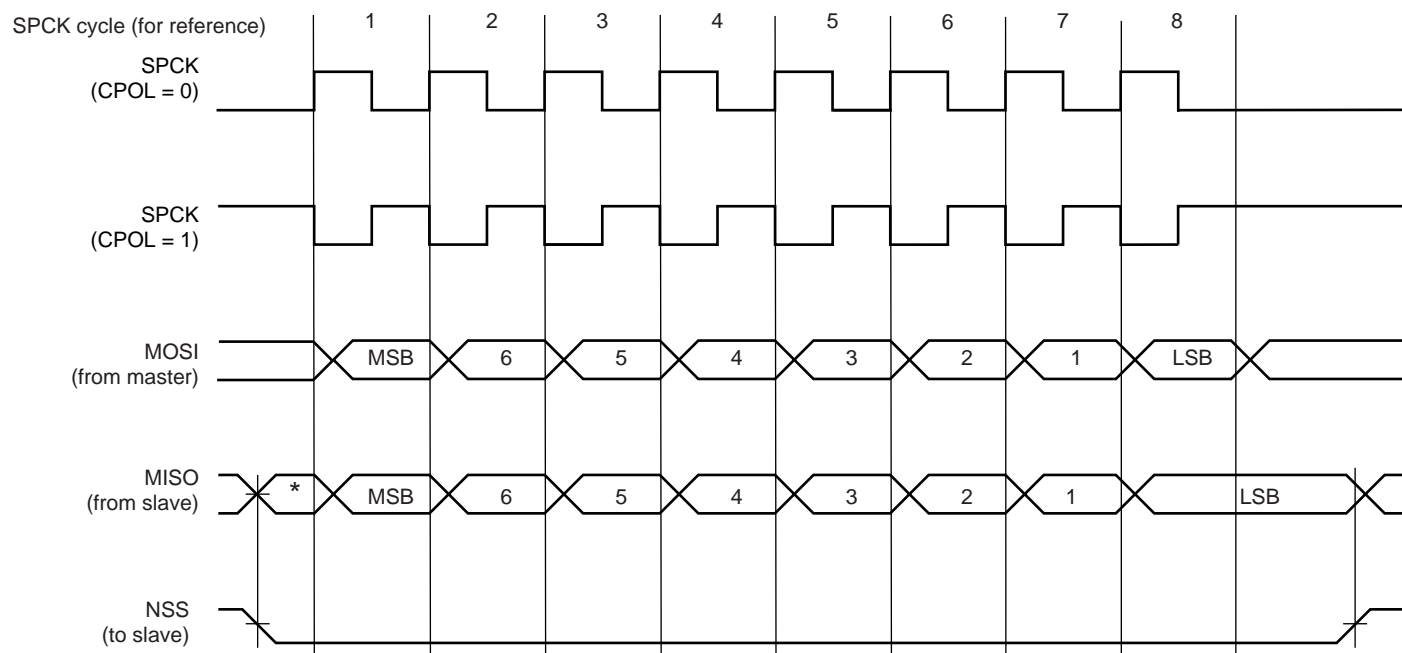 SPCK cycle (for reference) 1 2 3 4 5 6 7 8
SPCK
(CPOL = 0)
SPCK
(CPOL = 1)
MOSI
(from master)
MSB 6 5 4 3 2 1 LSB
MISO
(from slave)
* MSB 6 5 4 3 2 1 LSB
NSS
(to slave)